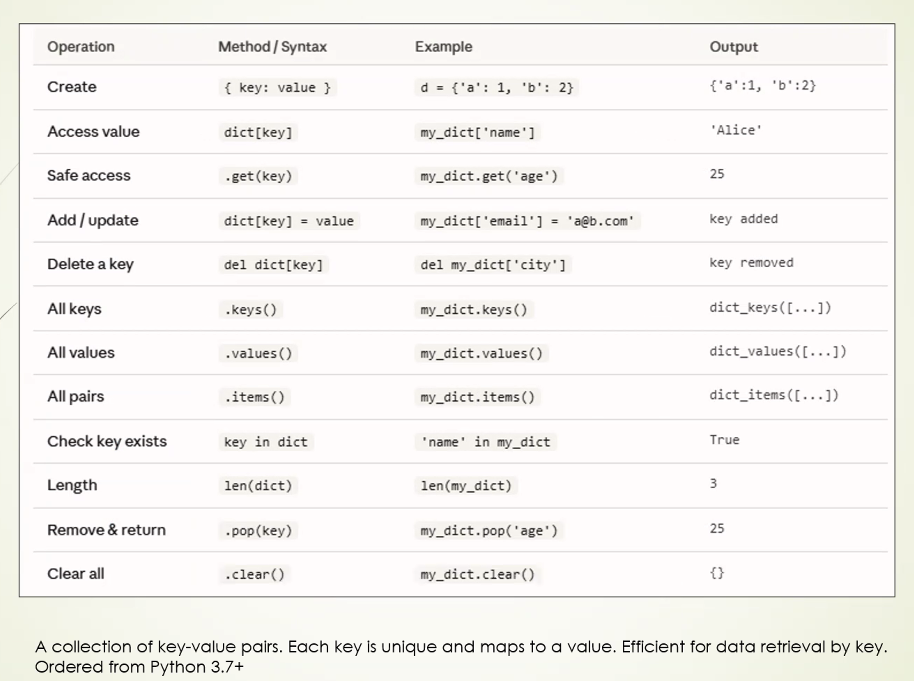 Operation Method / Syntax Example Output
Create { key: value } d = {'a': 1, 'b': 2} {'a':1, 'b':2}
Access value dict[key] my_dict['name'] 'Alice'
Safe access .get(key) my_dict.get('age') 25
Add / update dict[key] = value my_dict['email'] = 'a@b.com' key added
Delete a key del dict[key] del my_dict['city'] key removed
All keys .keys() my_dict.keys() dict_keys([...])
All values .values() my_dict.values() dict_values([...])
All pairs .items() my_dict.items() dict_items([...])
Check key exists key in dict 'name' in my_dict True
Length len(dict) len(my_dict) 3
Remove & return .pop(key) my_dict.pop('age') 25
Clear all .clear() my_dict.clear() {}
A collection of key-value pairs. Each key is unique and maps to a value. Efficient for data retrieval by key.
Ordered from Python 3.7+